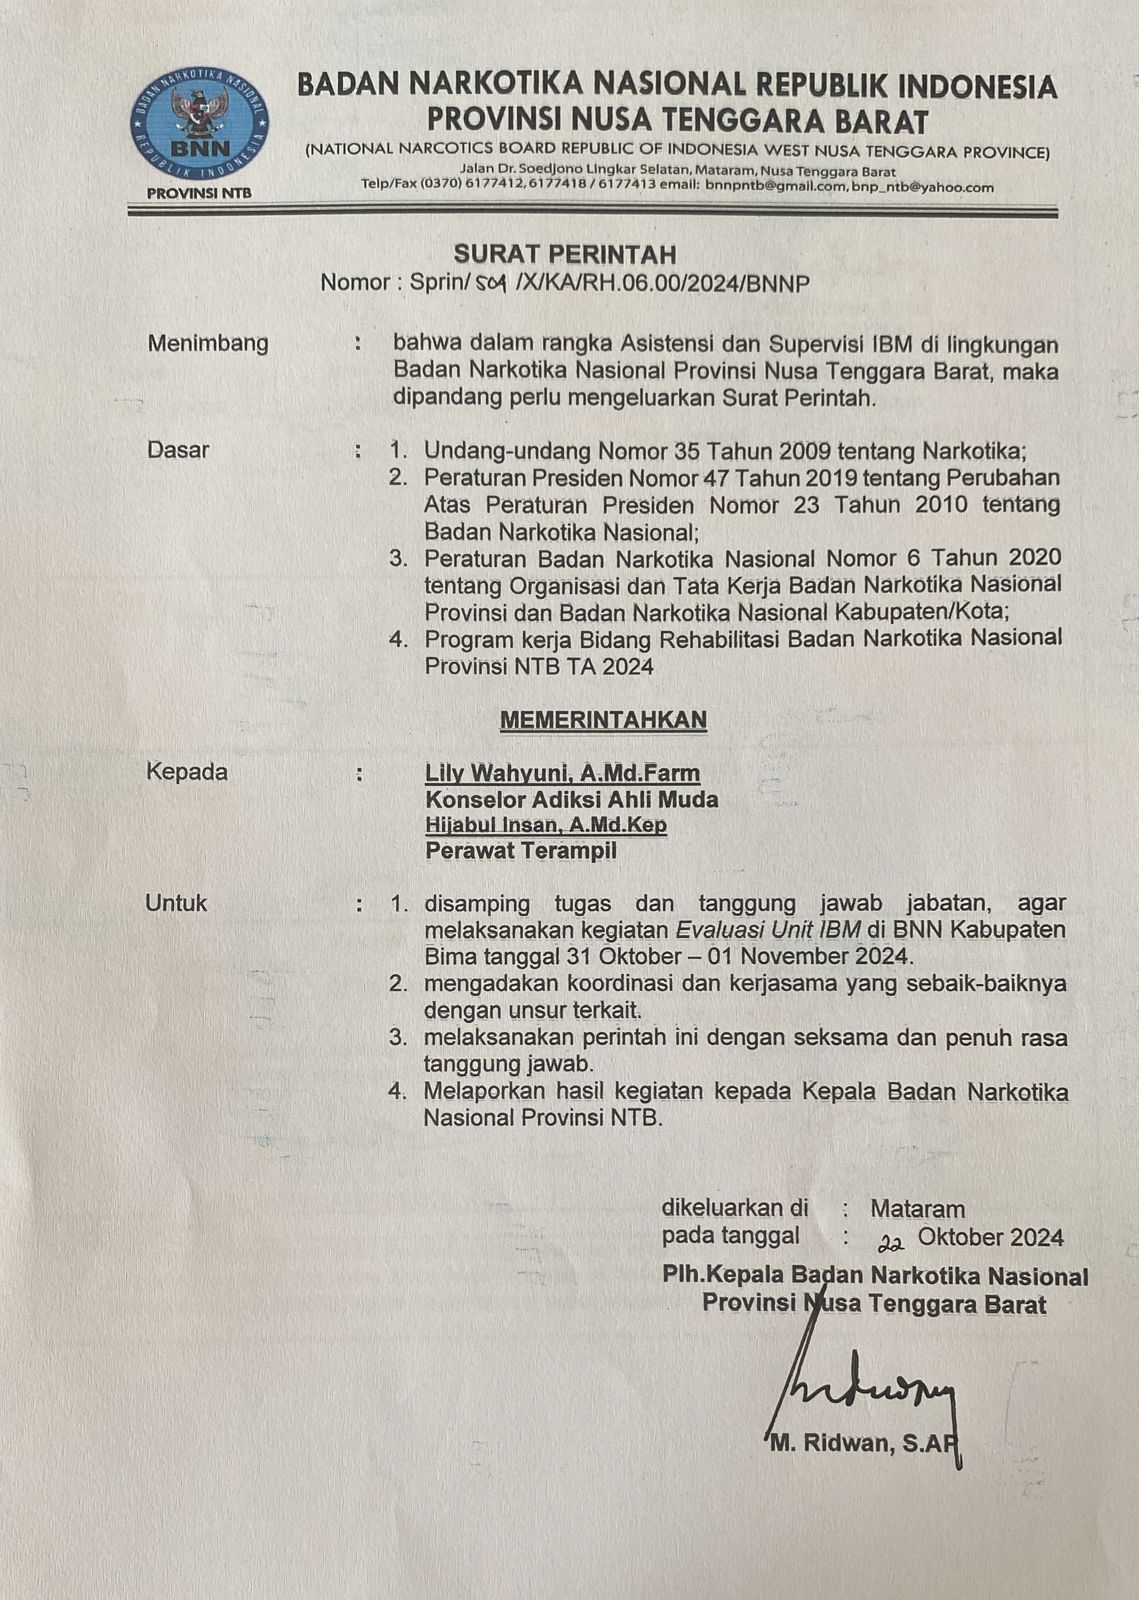 BADAN NARKOTIKA NASIONAL
REPUBLIK INDONESIA
BNN
PROVINSI NTB
BADAN NARKOTIKA NASIONAL REPUBLIK INDONESIA
PROVINSI NUSA TENGGARA BARAT
(NATIONAL NARCOTICS BOARD REPUBLIC OF INDONESIA WEST NUSA TENGGARA PROVINCE)
Jalan Dr. Soedjono Lingkar Selatan, Mataram, Nusa Tenggara Barat
Telp/Fax (0370) 6177412, 6177418 / 6177413 email: bnnpntb@gmail.com, bnp_ntb@yahoo.com
SURAT PERINTAH
Nomor : Sprin/ /X/KA/RH.06.00/2024/BNNP
Menimbang : bahwa dalam rangka Asistensi dan Supervisi IBM di lingkungan
Badan Narkotika Nasional Provinsi Nusa Tenggara Barat, maka
dipandang perlu mengeluarkan Surat Perintah.
Dasar : 1. Undang-undang Nomor 35 Tahun 2009 tentang Narkotika;
2. Peraturan Presiden Nomor 47 Tahun 2019 tentang Perubahan
Atas Peraturan Presiden Nomor 23 Tahun 2010 tentang
Badan Narkotika Nasional;
3. Peraturan Badan Narkotika Nasional Nomor 6 Tahun 2020
tentang Organisasi dan Tata Kerja Badan Narkotika Nasional
Provinsi dan Badan Narkotika Nasional Kabupaten/Kota;
4. Program kerja Bidang Rehabilitasi Badan Narkotika Nasional
Provinsi NTB TA 2024
MEMERINTAHKAN
Kepada : Lily Wahyuni, A.Md.Farm
Konselor Adiksi Ahli Muda
Hijabul Insan, A.Md.Kep
Perawat Terampil
Untuk : 1. disamping tugas dan tanggung jawab jabatan, agar
melaksanakan kegiatan Evaluasi Unit IBM di BNN Kabupaten
Bima tanggal 31 Oktober – 01 November 2024.
2. mengadakan koordinasi dan kerjasama yang sebaik-baiknya
dengan unsur terkait.
3. melaksanakan perintah ini dengan seksama dan penuh rasa
tanggung jawab.
4. Melaporkan hasil kegiatan kepada Kepala Badan Narkotika
Nasional Provinsi NTB.
dikeluarkan di : Mataram
pada tanggal : 22 Oktober 2024
Plh.Kepala Badan Narkotika Nasional
Provinsi Nusa Tenggara Barat
M. Ridwan, S.AP